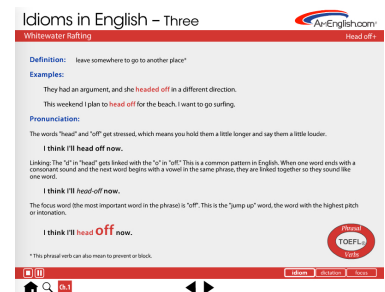 Idioms in English – Three
AmEnglish.com®
Whitewater Rafting
Head off+
Definition: leave somewhere to go to another place*
Examples:
They had an argument, and she headed off in a different direction.
This weekend I plan to head off for the beach. I want to go surfing.
Pronunciation:
The words "head" and "off" get stressed, which means you hold them a little longer and say them a little louder.
I think I'll head off now.
Linking: The "d" in "head" gets linked with the "o" in "off." This is a common pattern in English. When one word ends with a
consonant sound and the next word begins with a vowel in the same phrase, they are linked together so they sound like
one word.
I think I'll head-off now.
The focus word (the most important word in the phrase) is "off". This is the "jump up" word, the word with the highest pitch
or intonation.
I think I'll head off now.
Phrasal
TOEFL®
Verbs
* This phrasal verb can also mean to prevent or block.
idiom
dictation
focus
Ch.1